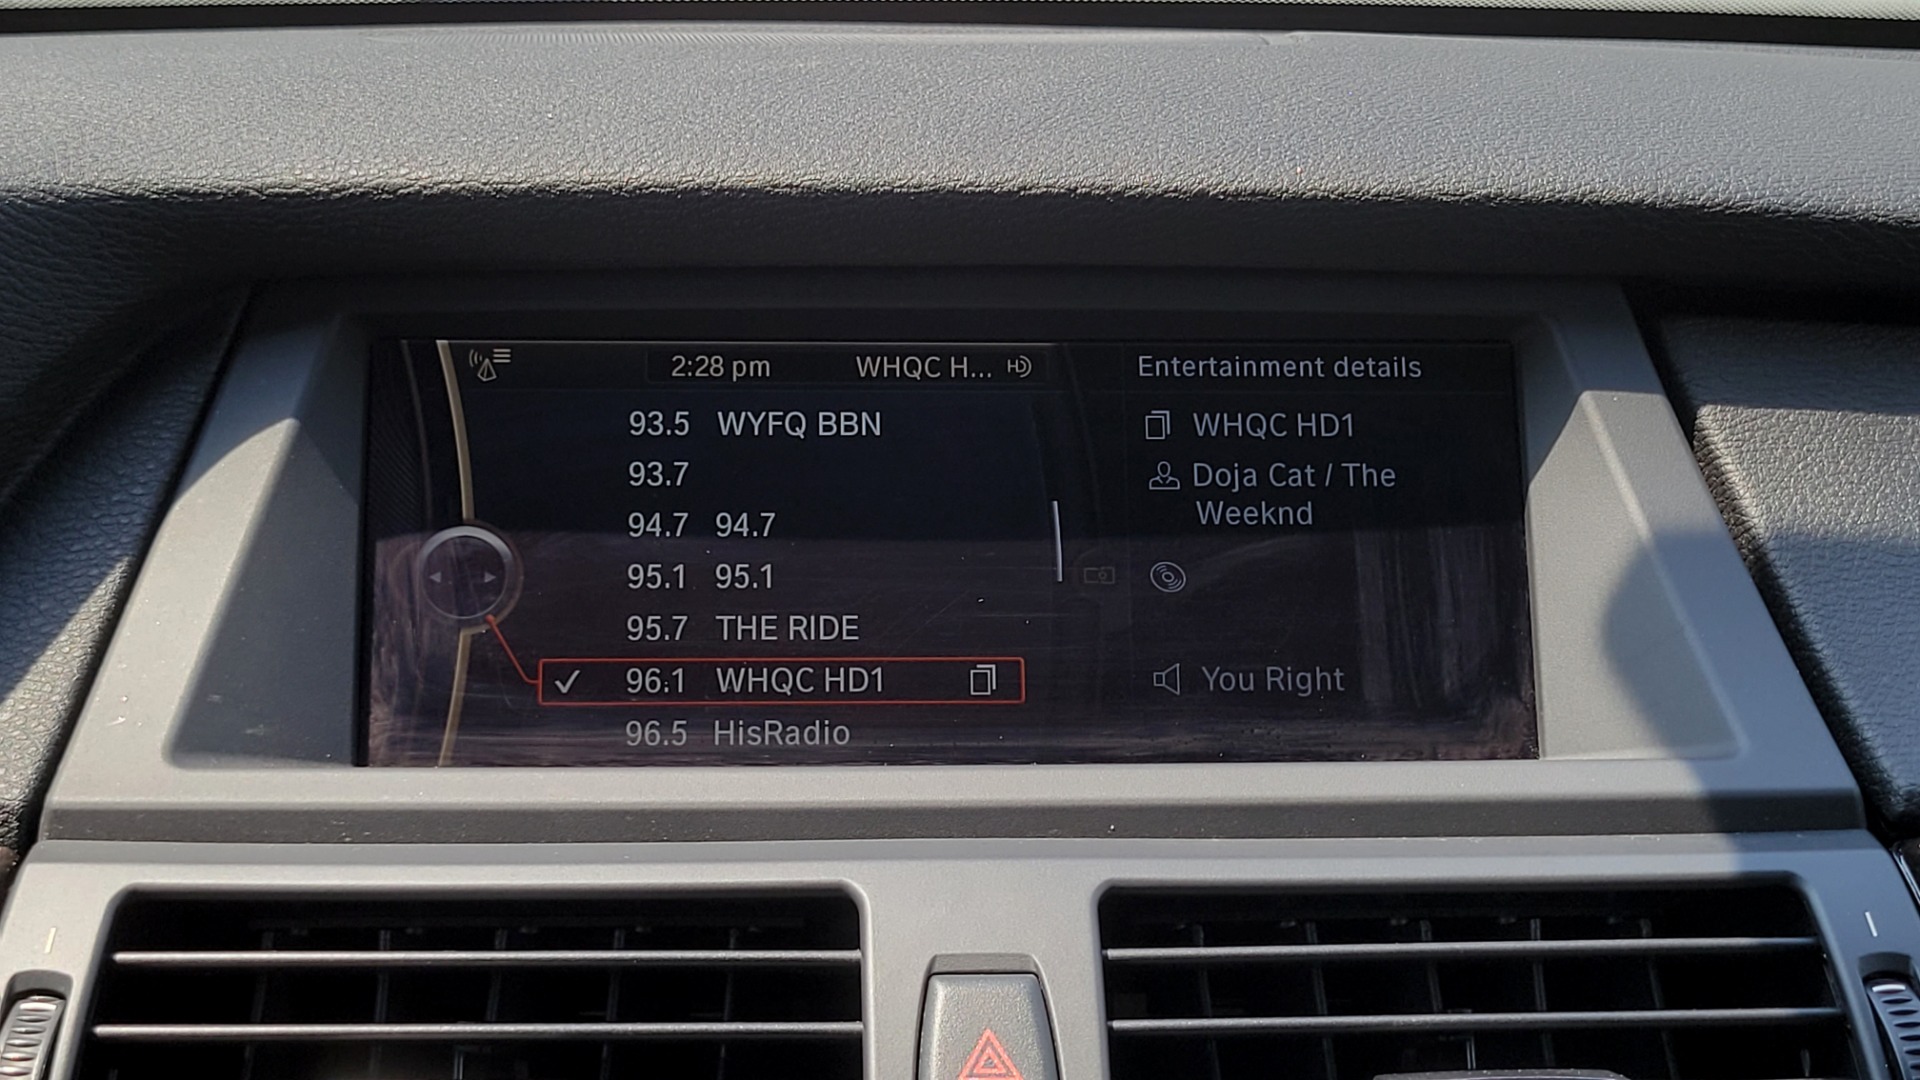 2:28 pm WHQC H... HD
93.5 WYFQ BBN
93.7
94.7 94.7
95.1 95.1
95.7 THE RIDE
96.1 WHQC HD1
96.5 HisRadio
Entertainment details
WHQC HD1
Doja Cat / The
Weeknd
You Right